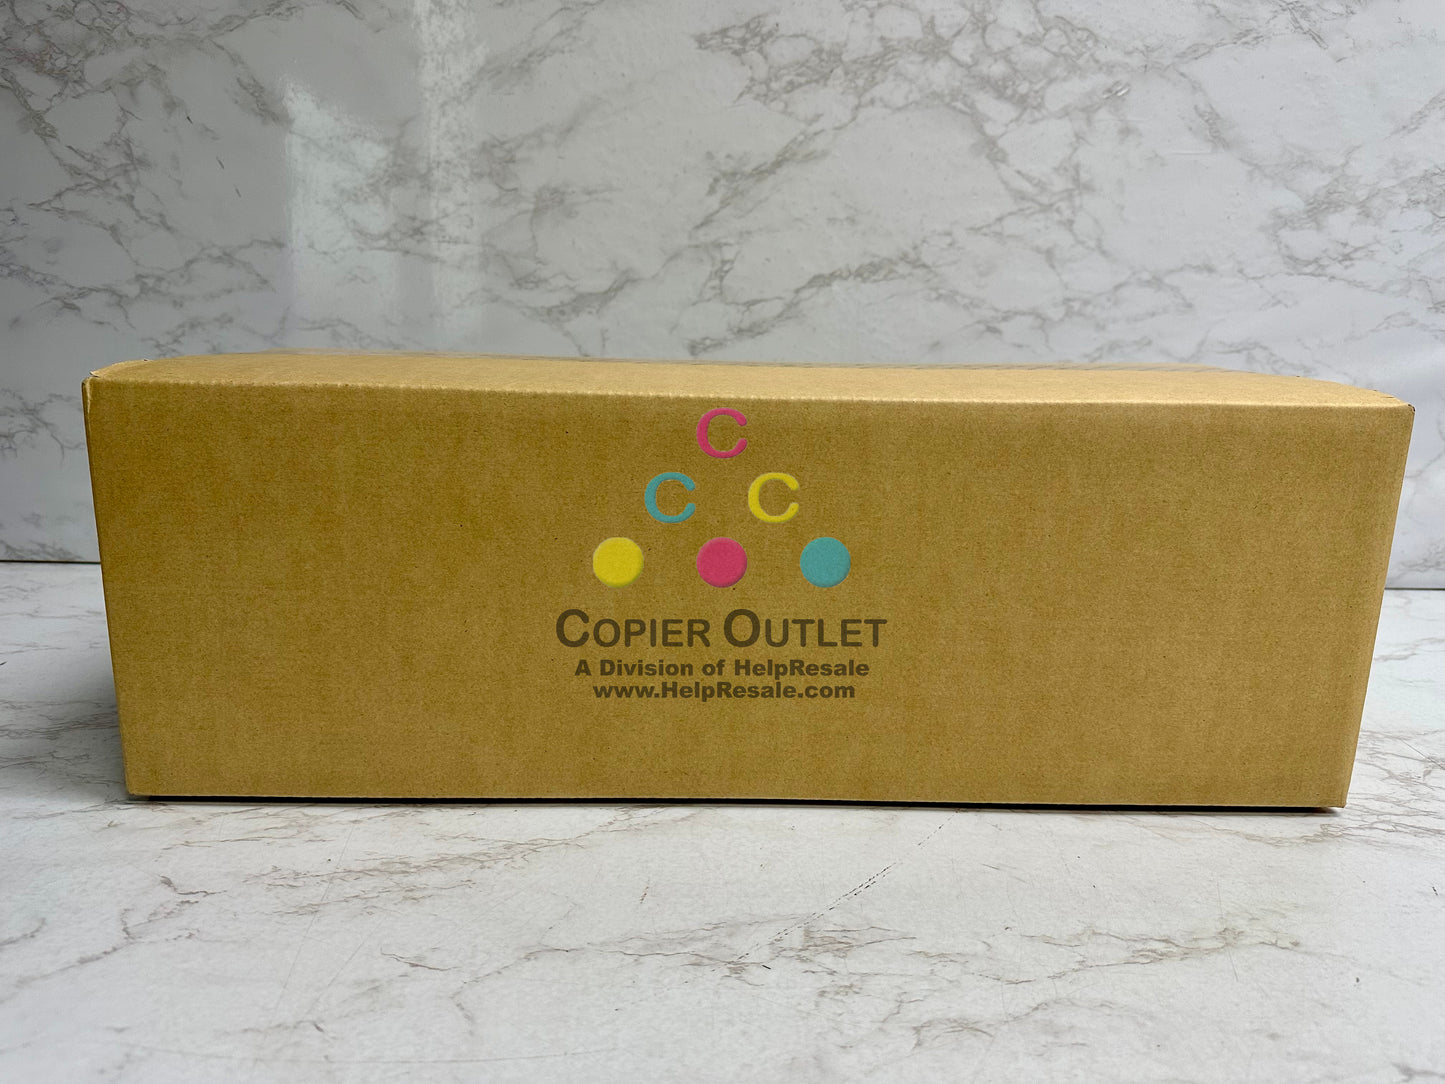 C
C C
COPIER OUTLET
A Division of HelpResale
www.HelpResale.com